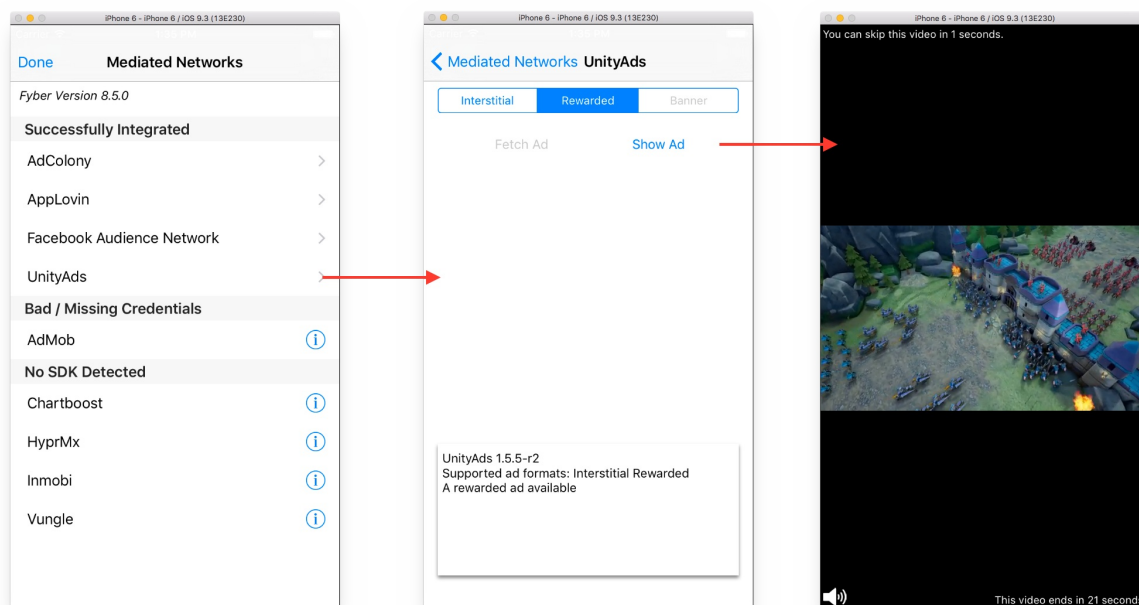 iPhone 6 - iPhone 6 / iOS 9.3 (13E230)
Done Mediated Networks
Fyber Version 8.5.0
Successfully Integrated
AdColony
AppLovin
Facebook Audience Network
UnityAds
Bad / Missing Credentials
AdMob
No SDK Detected
Chartboost
HyprMx
Inmobi
Vungle
iPhone 6 - iPhone 6 / iOS 9.3 (13E230)
Mediated Networks UnityAds
Interstitial Rewarded Banner
Fetch Ad Show Ad
UnityAds 1.5.5-r2
Supported ad formats: Interstitial Rewarded
A rewarded ad available
iPhone 6 - iPhone 6 / iOS 9.3 (13E230)
You can skip this video in 1 seconds.
This video ends in 21 seconds